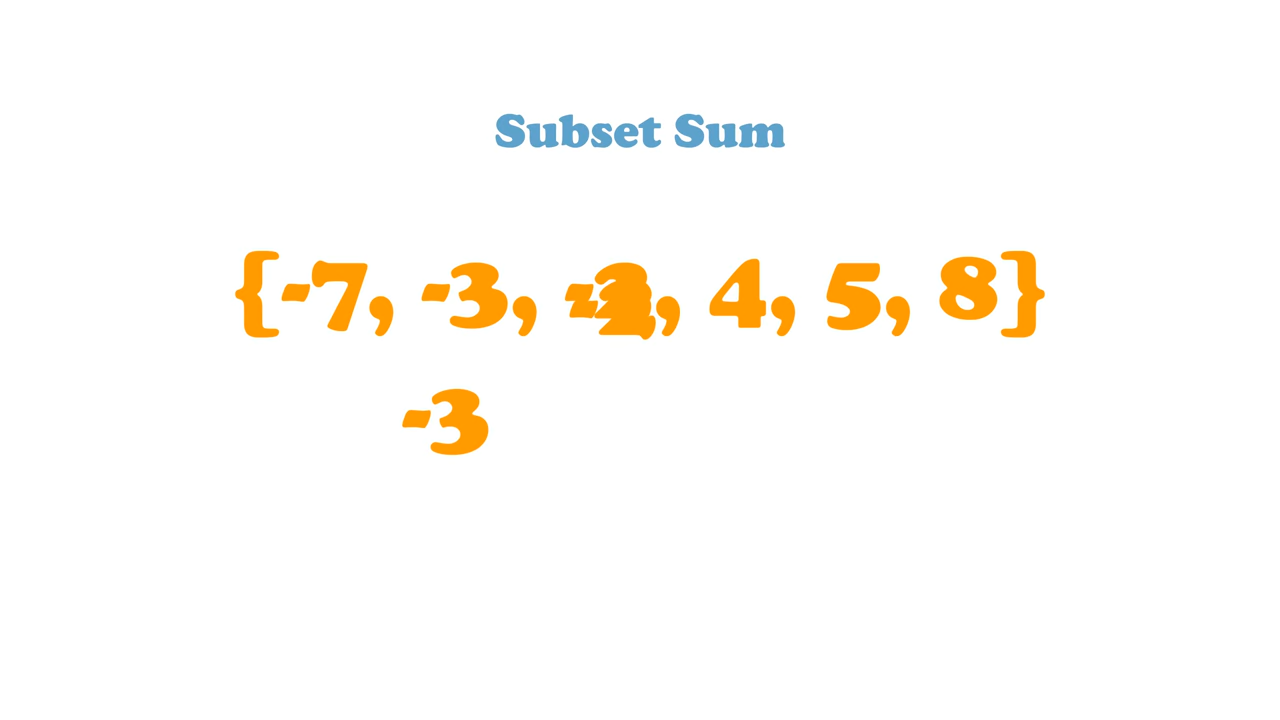 Subset Sum
{-7, -3, , 4, 5, 8}
-3